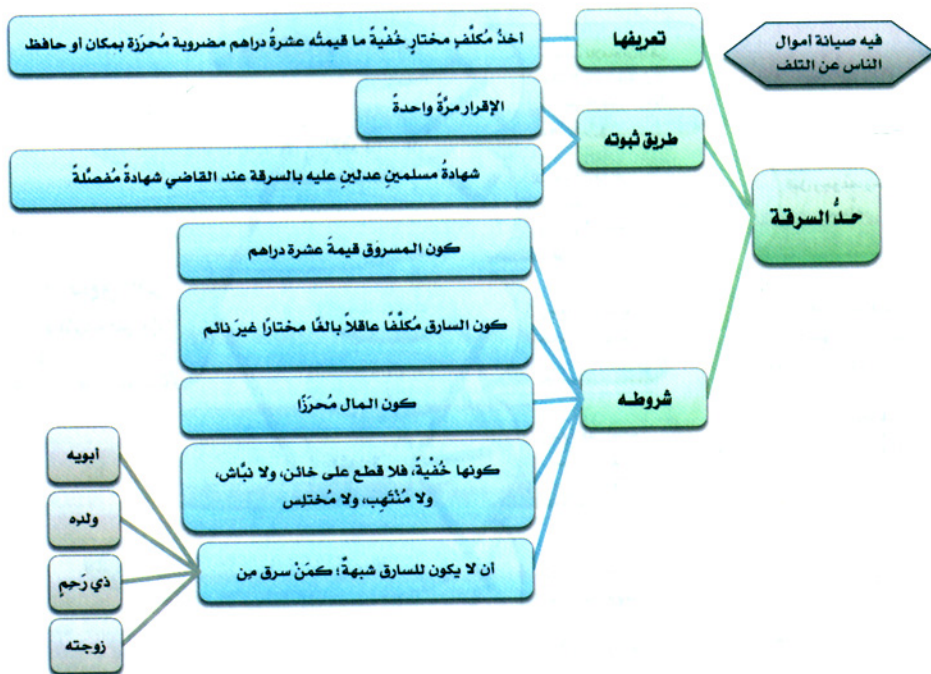 فيه صيانة أموال
الناس عن التلف
حدُّ السرقة
تعريفها
أخذُ مُكلَّفٍ مختارٍ خُفْيةً ما قيمتُه عشرةُ دراهم مضروبة مُحرَزة بمكان أو حافظ
طريق ثبوته
الإقرار مرَّةً واحدةً
شهادةُ مسلمينِ عدلينِ عليه بالسرقة عند القاضي شهادةً مُفصَّلةً
شروطه
كون المسروق قيمةَ عشرة دراهم
كون السارق مُكلَّفًا عاقلاً بالغًا مختارًا غيرَ نائم
كون المال مُحرَزًا
كونها خُفْيةً، فلا قطع على خائن، ولا نبَّاش،
ولا مُنْتَهِب، ولا مُختلِس
أن لا يكون للسارق شبهةٌ؛ كمَنْ سرق مِن
أبويه
ولدِه
ذي رَحِمٍ
زوجته